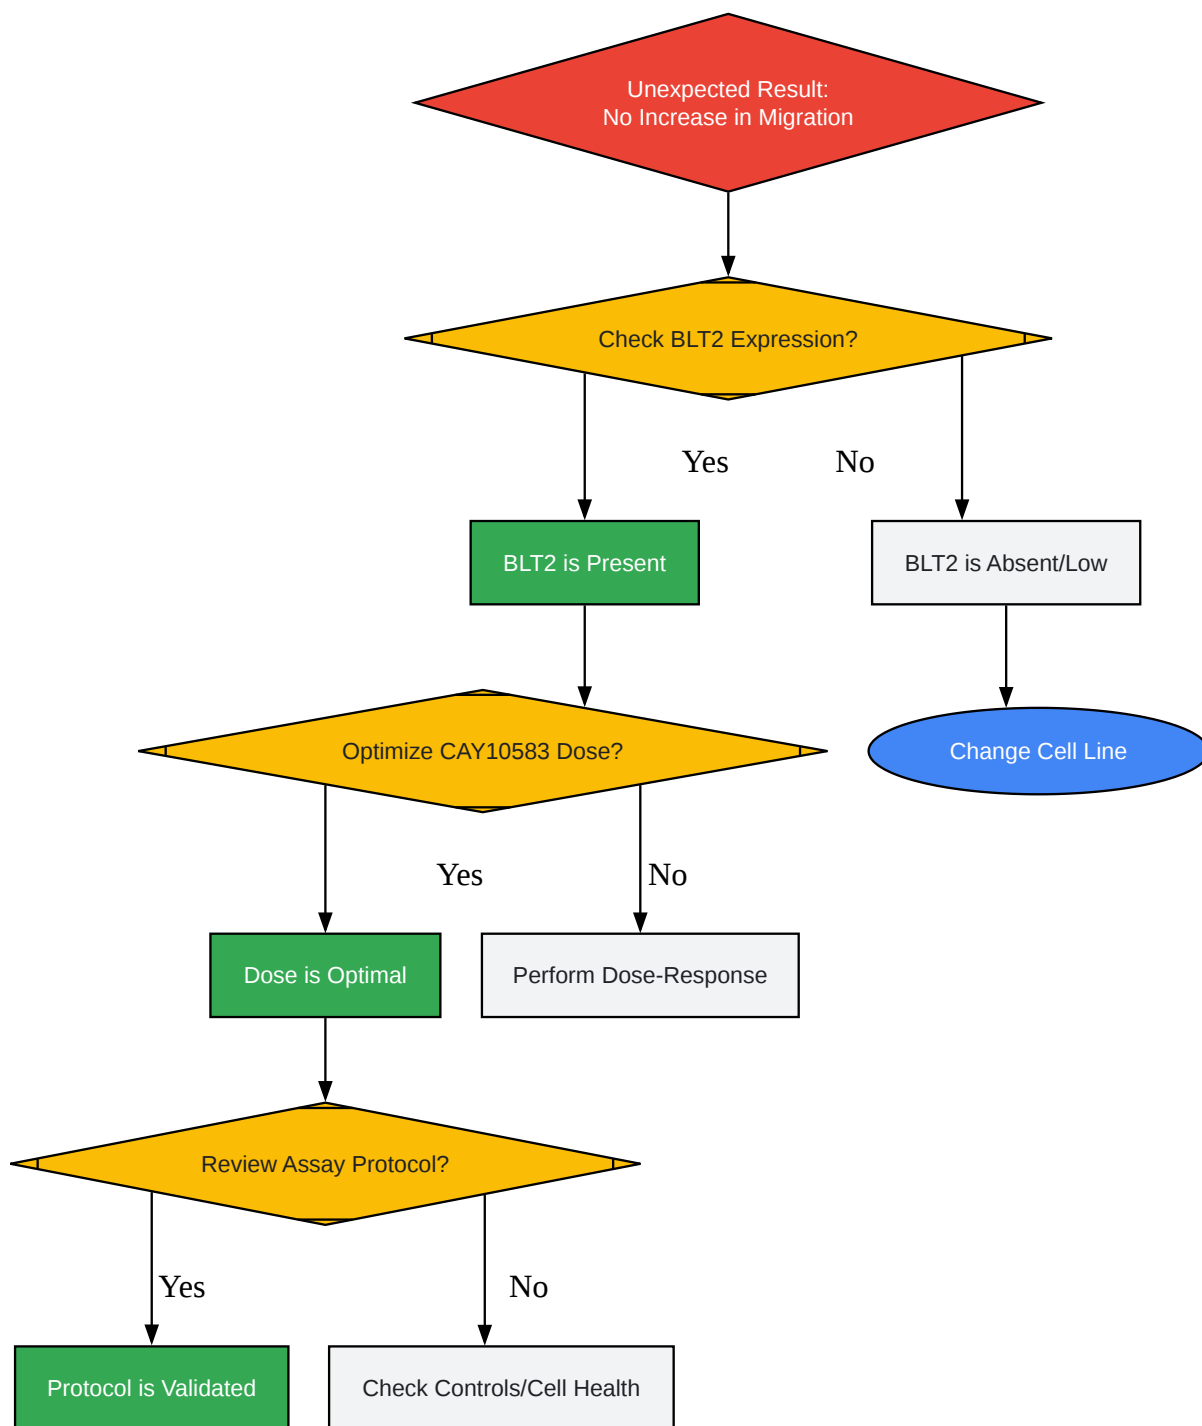 Unexpected Result:
No Increase in Migration
Check BLT2 Expression?
Yes
No
BLT2 is Present
BLT2 is Absent/Low
Optimize CAY10583 Dose?
Change Cell Line
Yes
No
Dose is Optimal
Perform Dose-Response
Review Assay Protocol?
Yes
No
Protocol is Validated
Check Controls/Cell Health